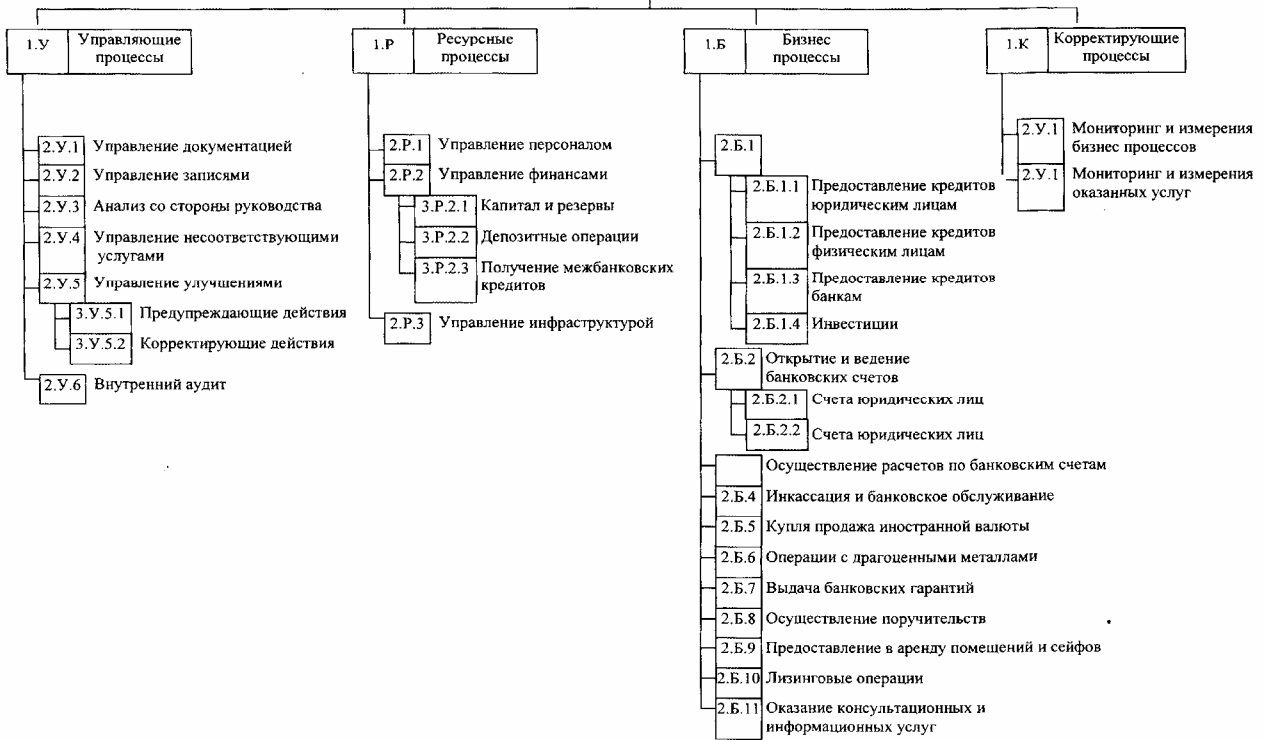 1.У Управляющие
процессы
2.У.1 Управление документацией
2.У.2 Управление записями
2.У.3 Анализ со стороны руководства
2.У.4 Управление несоответствующими
услугами
2.У.5 Управление улучшениями
3.У.5.1 Предупреждающие действия
3.У.5.2 Корректирующие действия
2.У.6 Внутренний аудит
1.Р Ресурсные
процессы
2.Р.1 Управление персоналом
2.Р.2 Управление финансами
3.Р.2.1 Капитал и резервы
3.Р.2.2 Депозитные операции
3.Р.2.3 Получение межбанковских
кредитов
2.Р.3 Управление инфраструктурой
1.Б Бизнес
процессы
2.Б.1
2.Б.1.1 Предоставление кредитов
юридическим лицам
2.Б.1.2 Предоставление кредитов
физическим лицам
2.Б.1.3 Предоставление кредитов
банкам
2.Б.1.4 Инвестиции
2.Б.2 Открытие и ведение
банковских счетов
2.Б.2.1 Счета юридических лиц
2.Б.2.2 Счета юридических лиц
Осуществление расчетов по банковским счетам
2.Б.4 Инкассация и банковское обслуживание
2.Б.5 Купля продажа иностранной валюты
2.Б.6 Операции с драгоценными металлами
2.Б.7 Выдача банковских гарантий
2.Б.8 Осуществление поручительств
2.Б.9 Предоставление в аренду помещений и сейфов
2.Б.10 Лизинговые операции
2.Б.11 Оказание консультационных и
информационных услуг
1.К Корректирующие
процессы
2.У.1 Мониторинг и измерения
бизнес процессов
2.У.1 Мониторинг и измерения
оказанных услуг